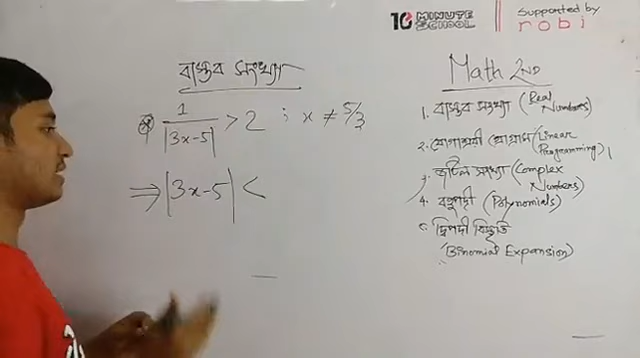 10 MINUTE SCHOOL
Supported by
robi
বাস্তব সংখ্যা
1/|3x-5| > 2 ; x ≠ 5/3
⇒ |3x-5| <
Math 2ND
1. বাস্তব সংখ্যা (Real Numbers)
2. যোগাশ্রয়ী প্রোগ্রাম (Linear Programming)
3. জটিল সংখ্যা (Complex Numbers)
4. বহুপদী (Polynomials)
দ্বিপদী বিস্তৃতি
(Binomial Expansion)